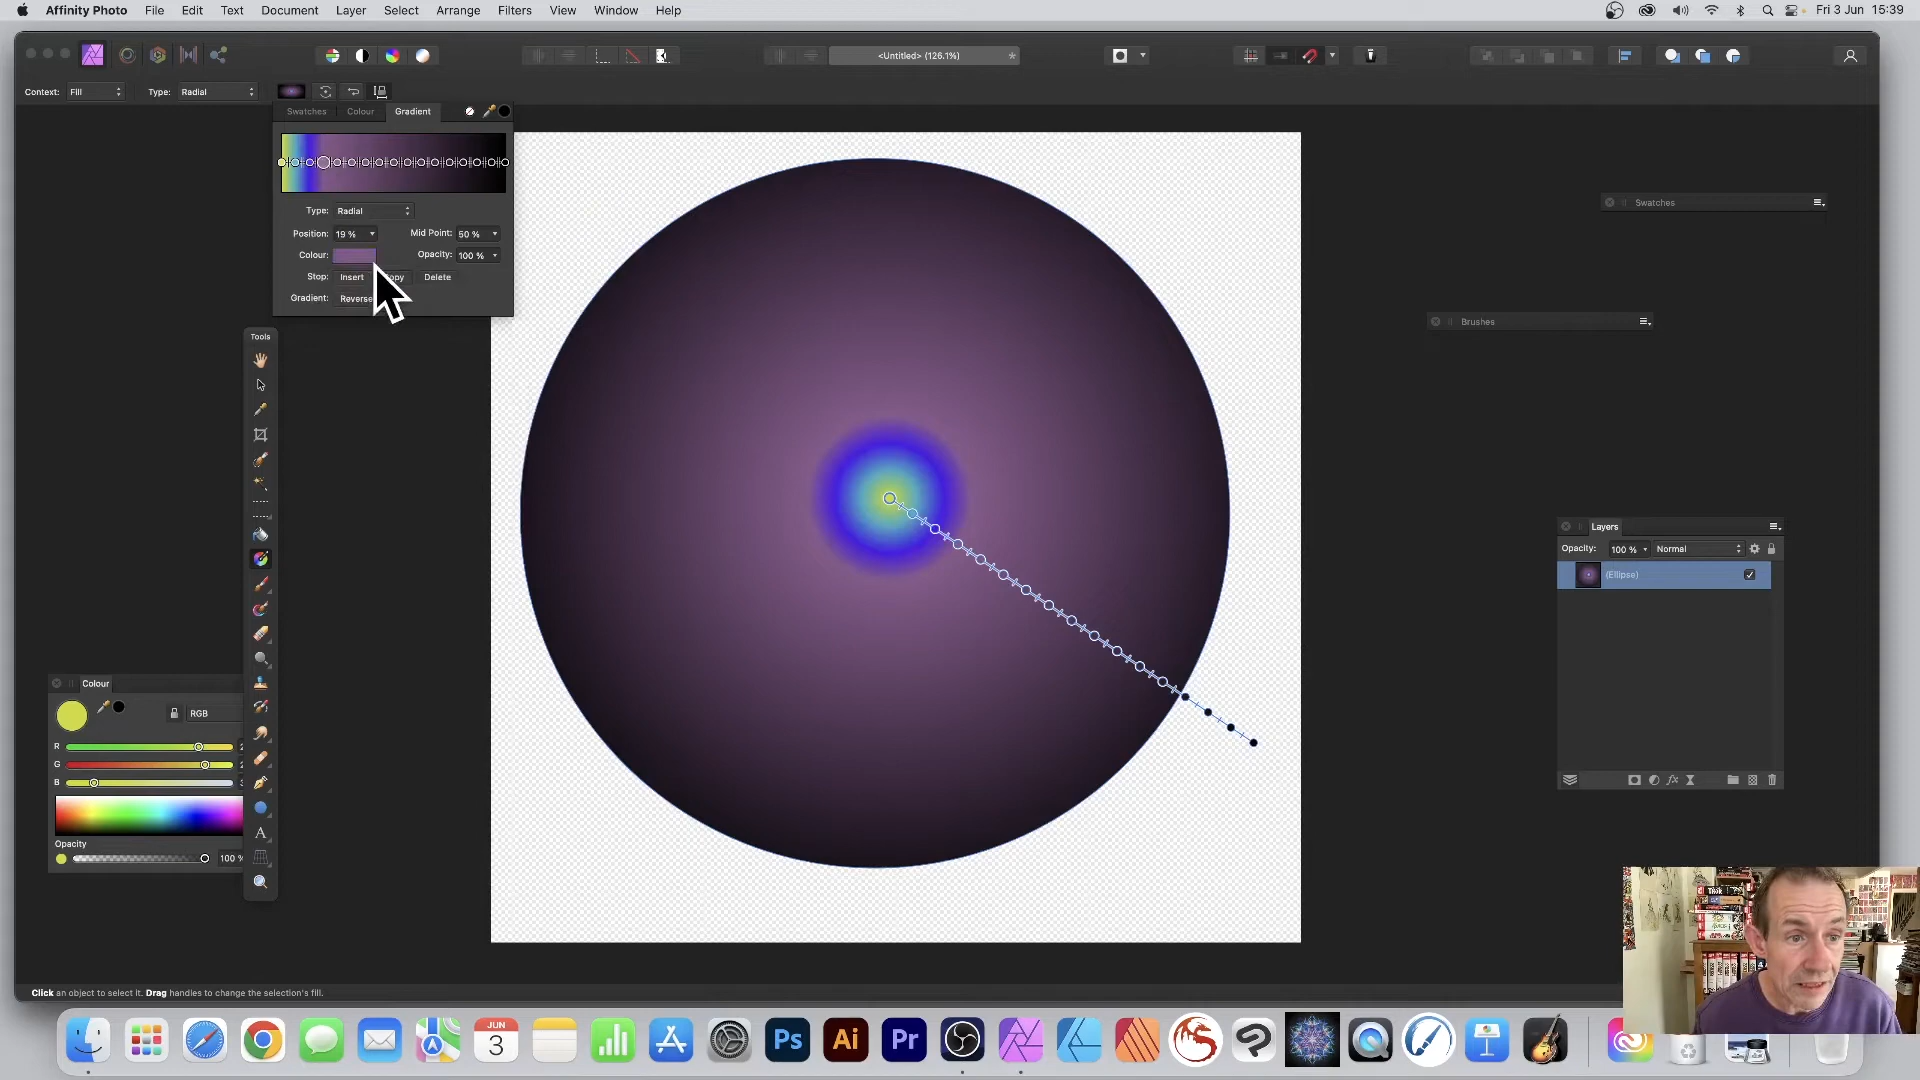 Affinity Photo File Edit Text Document Layer Select Arrange Filters View Window Help Fri 3 Jun 15:39
<Untitled> (126.1%)
Context: Fill Type: Radial
Swatches Colour Gradient
Type: Radial
Position: 19 % Mid Point: 50 %
Colour: Opacity: 100 %
Stop: Insert Delete
Gradient: Reverse
Swatches
Brushes
Tools
Layers
Opacity: 100 % Normal
(Ellipse)
Colour
RGB
R
G
B
Opacity
100 %
A
Click an object to select it. Drag handles to change the selection's fill.
JUN
3
Ps
Ai
Pr